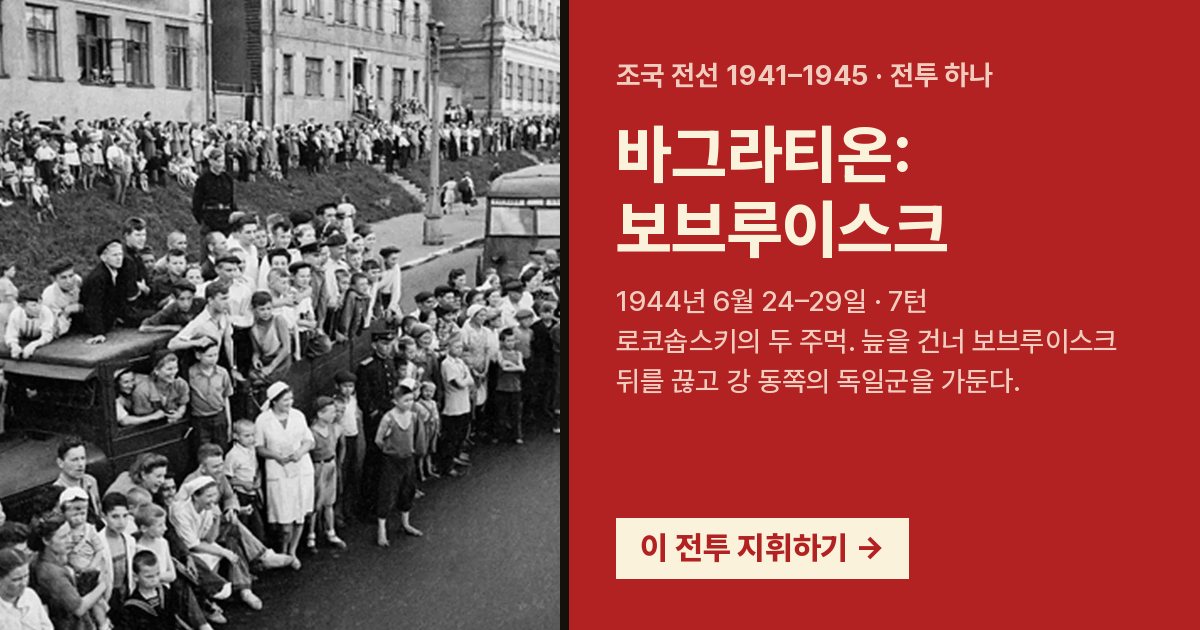 조국 전선 1941–1945 · 전투 하나
바그라티온:
보브루이스크
1944년 6월 24–29일 · 7턴
로코솝스키의 두 주먹. 늪을 건너 보브루이스크
뒤를 끊고 강 동쪽의 독일군을 가둔다.
이 전투 지휘하기 →